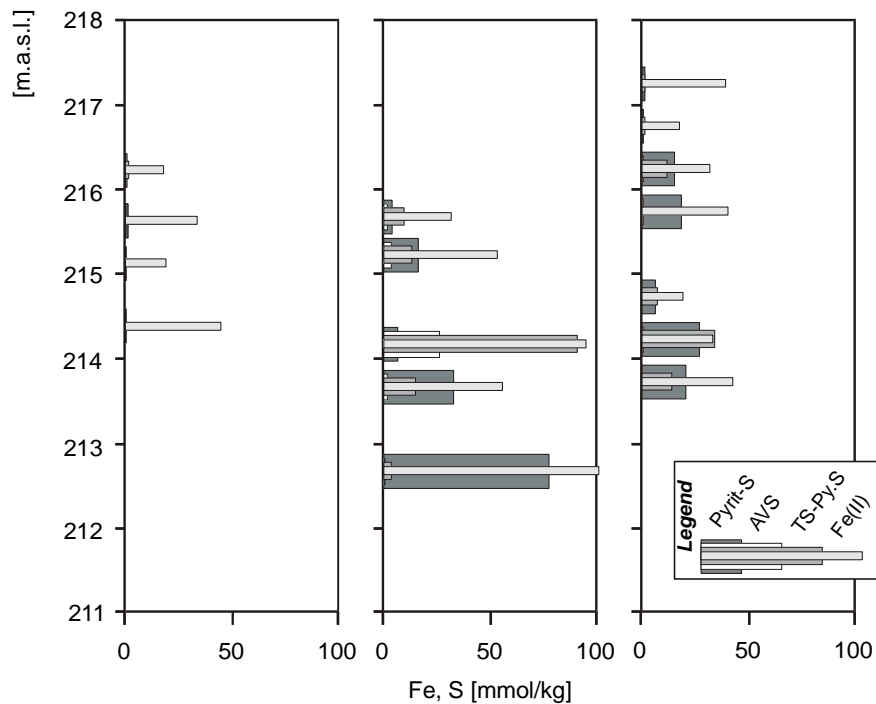 [m.a.s.l.]
218
217
216
215
214
213
212
211
0 50 100
0 50 100
0 50 100
Fe, S [mmol/kg]
Legend
Pyrit-S
AVS
TS-Py.S
Fe(II)